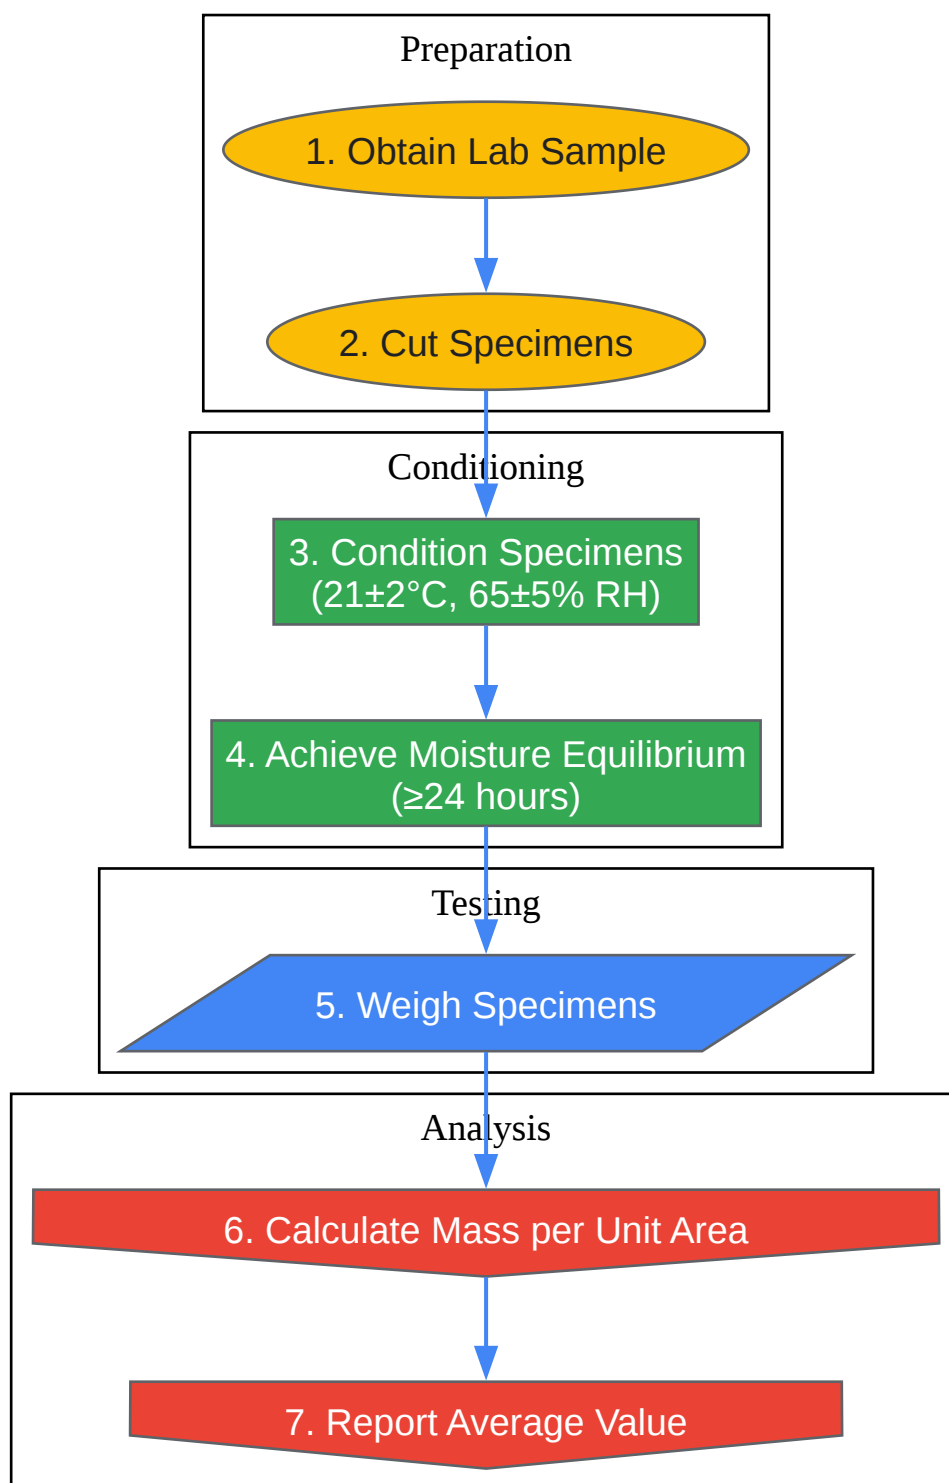 Preparation
1. Obtain Lab Sample
2. Cut Specimens
Conditioning
3. Condition Specimens
(21±2°C, 65±5% RH)
4. Achieve Moisture Equilibrium
(≥24 hours)
Testing
5. Weigh Specimens
Analysis
6. Calculate Mass per Unit Area
7. Report Average Value